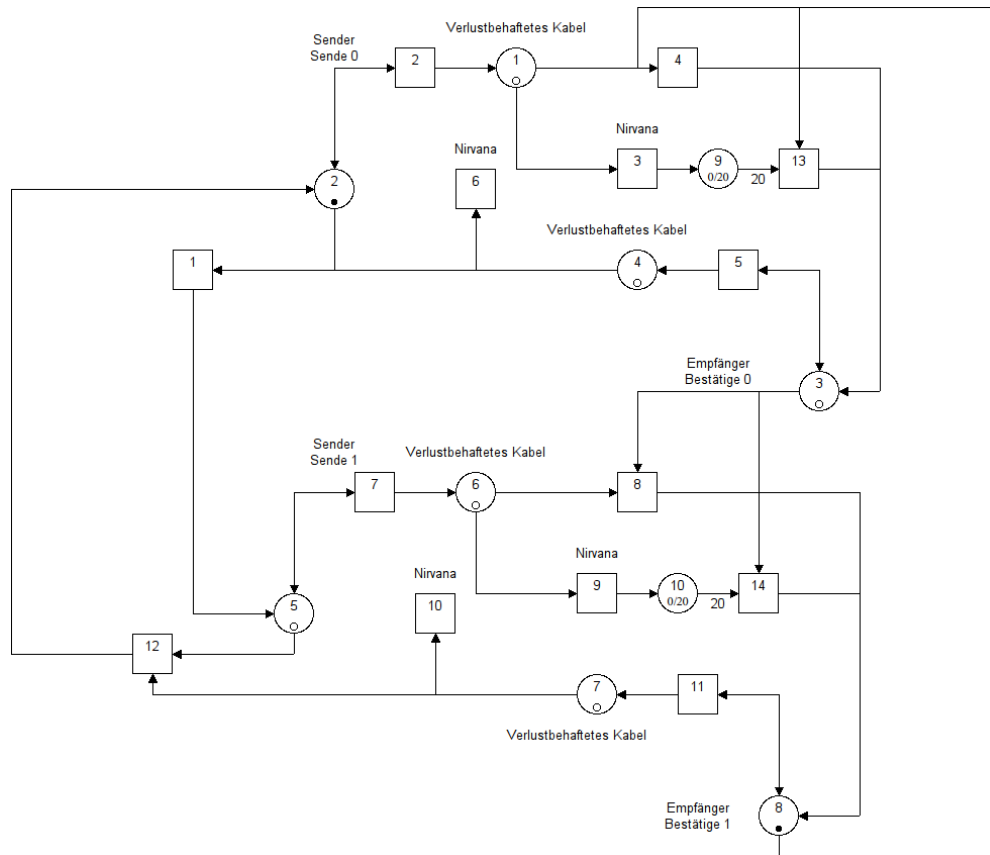 Verlustbehaftetes Kabel
Sender
Sende 0
2
1
4
Nirvana
Nirvana
3
9
0/20
20
13
6
2
Verlustbehaftetes Kabel
1
4
5
Empfänger
Bestätige 0
3
Sender
Sende 1
Verlustbehaftetes Kabel
7
6
8
Nirvana
Nirvana
9
10
0/20
20
14
10
5
12
7
11
Verlustbehaftetes Kabel
Empfänger
Bestätige 1
8